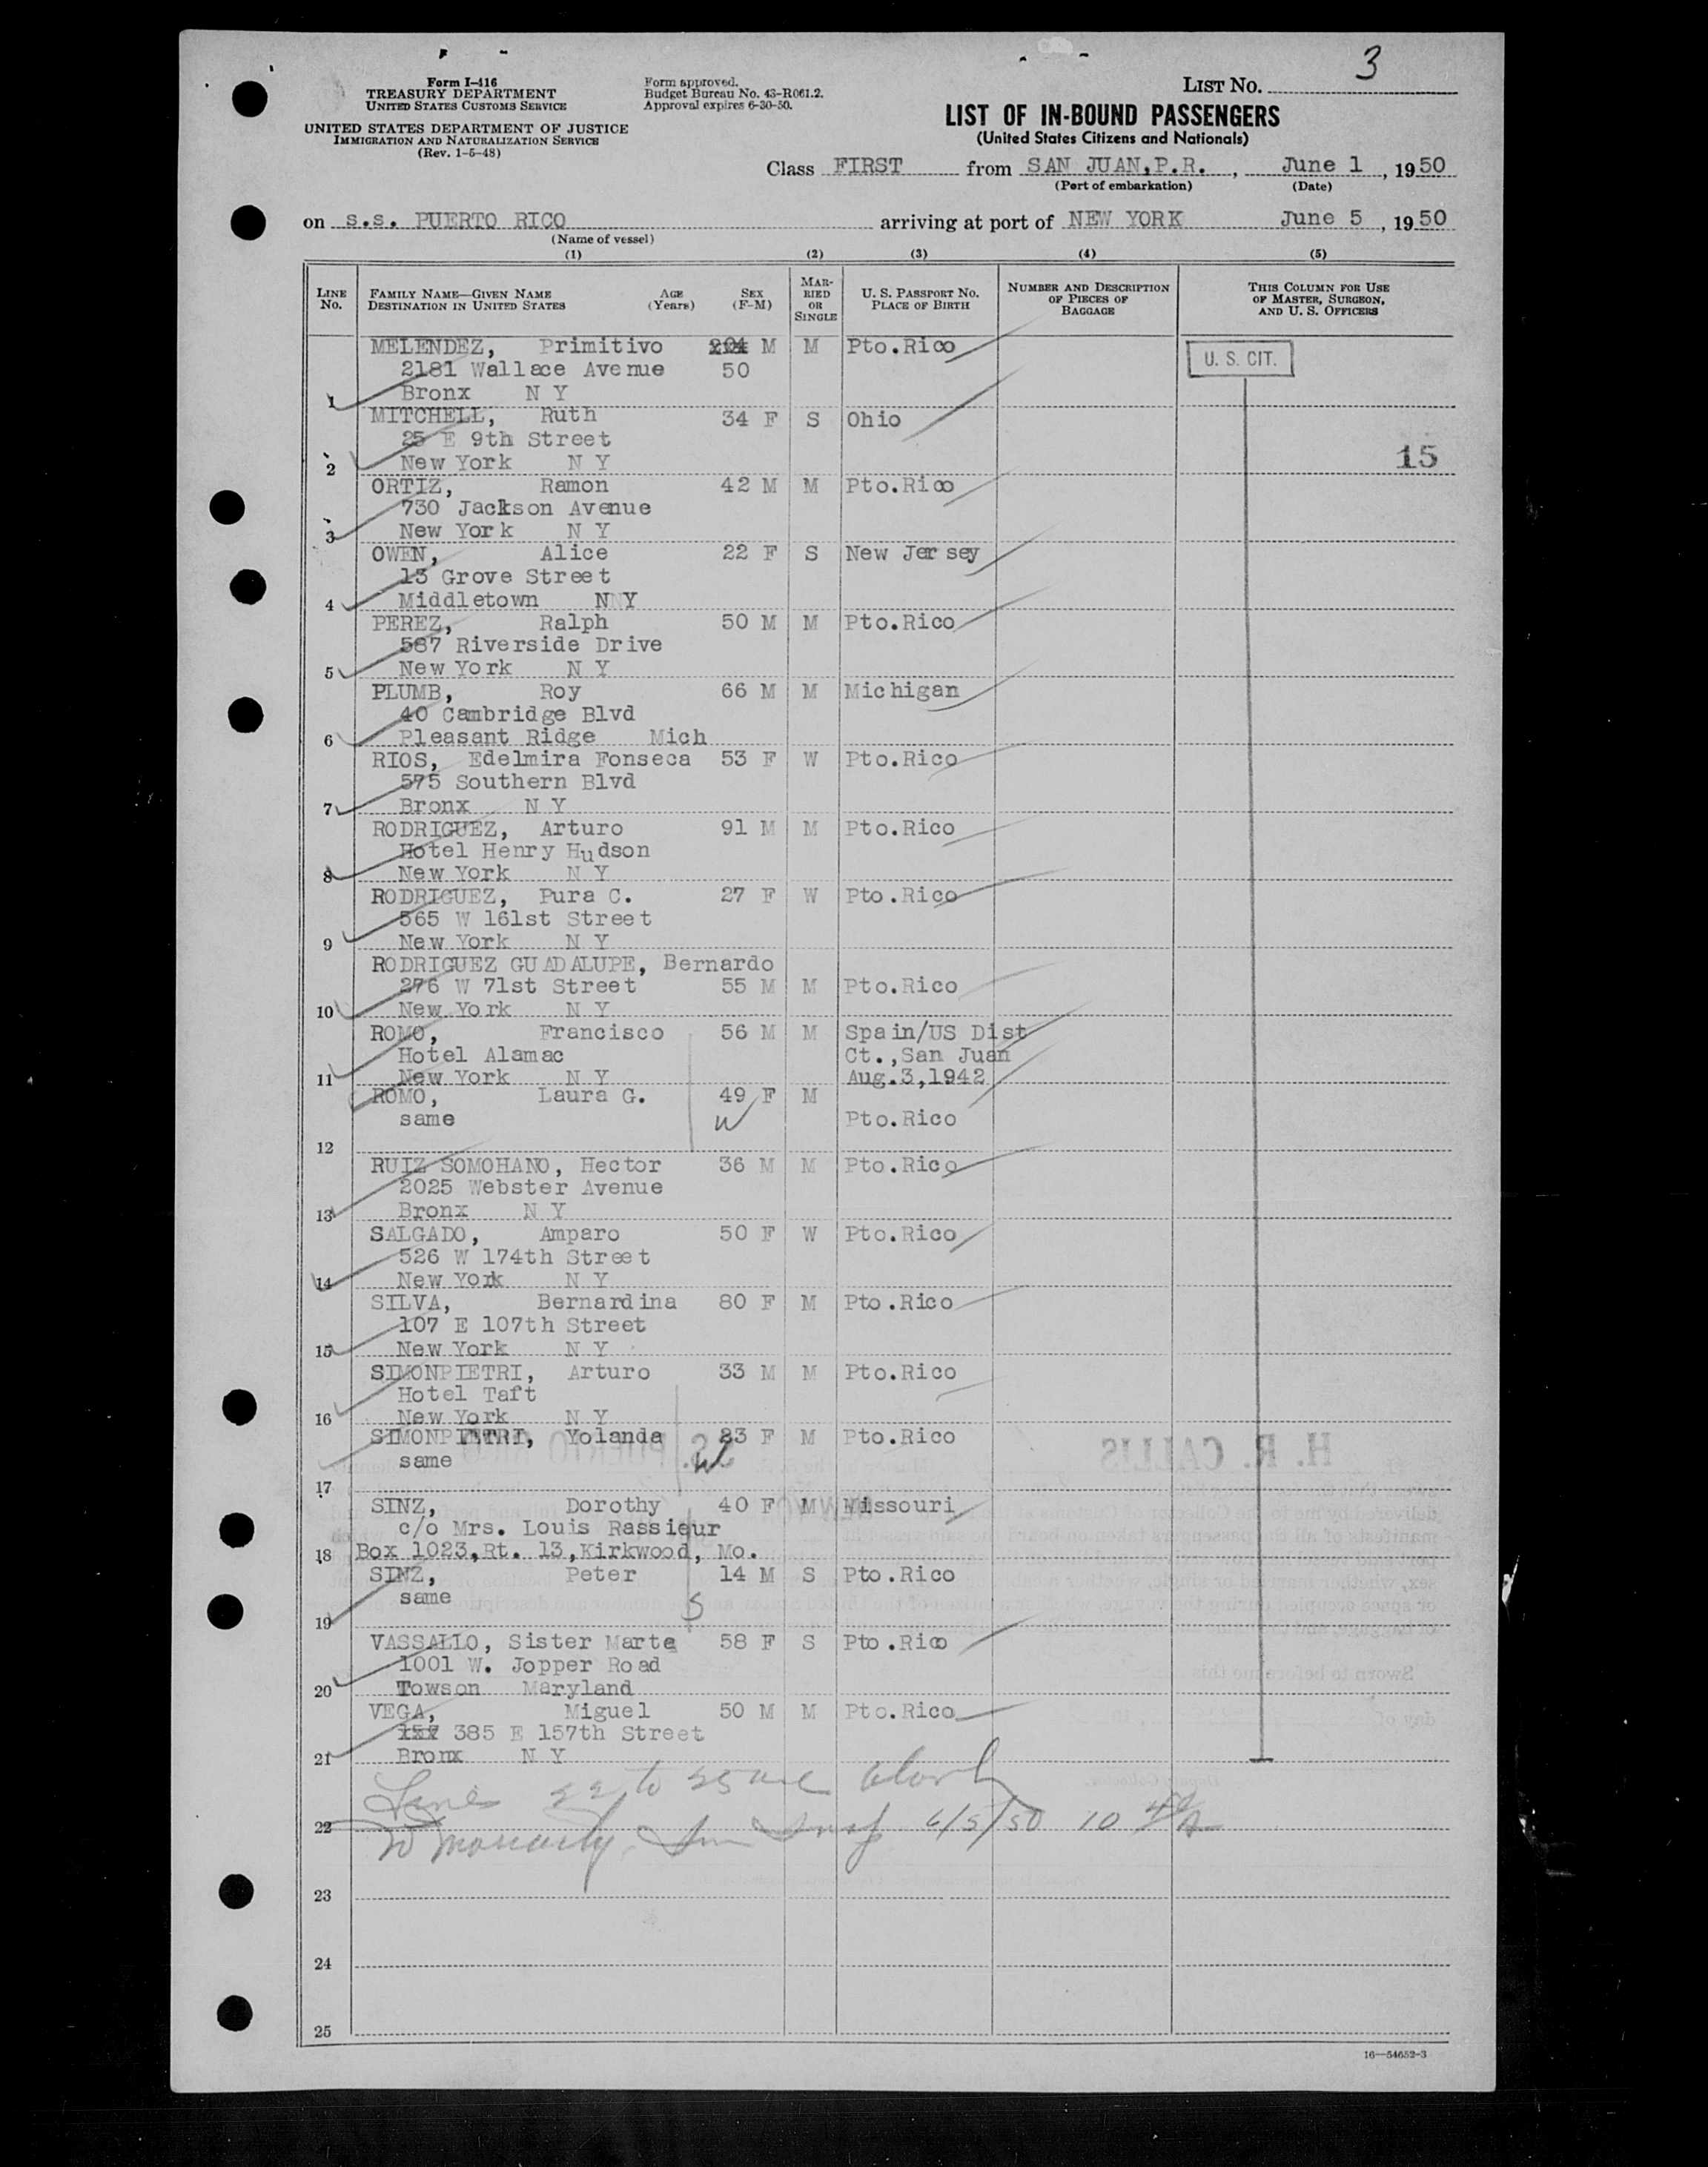 3
Form I-416
TREASURY DEPARTMENT
UNITED STATES CUSTOMS SERVICE
UNITED STATES DEPARTMENT OF JUSTICE
IMMIGRATION AND NATURALIZATION SERVICE
(Rev. 1-5-48)
Form approved.
Budget Bureau No. 43-R061.2.
Approval expires 6-30-50.
LIST No.
LIST OF IN-BOUND PASSENGERS
(United States Citizens and Nationals)
Class FIRST from SAN JUAN,P.R., June 1, 1950
(Port of embarkation) (Date)
on s.s. PUERTO RICO arriving at port of NEW YORK June 5, 1950
(Name of vessel)
(1) (2) (3) (4) (5)
LINE No. FAMILY NAME—GIVEN NAME DESTINATION IN UNITED STATES AGE (Years) SEX (F-M) MARRIED OR SINGLE U. S. PASSPORT NO. PLACE OF BIRTH NUMBER AND DESCRIPTION OF PIECES OF BAGGAGE THIS COLUMN FOR USE OF MASTER, SURGEON, AND U. S. OFFICERS
MELENDEZ, Primitivo M M Pto.Rico U. S. CIT.
2181 Wallace Avenue 50
1 Bronx N Y
MITCHELL, Ruth 34 F S Ohio
25 E 9th Street
2 New York N Y 15
ORTIZ, Ramon 42 M M Pto.Rico
730 Jackson Avenue
3 New York N Y
OWEN, Alice 22 F S New Jersey
13 Grove Street
4 Middletown N Y
PEREZ, Ralph 50 M M Pto.Rico
587 Riverside Drive
5 New York N Y
PLUMB, Roy 66 M M Michigan
40 Cambridge Blvd
6 Pleasant Ridge Mich
RIOS, Edelmira Fonseca 53 F W Pto.Rico
575 Southern Blvd
7 Bronx N Y
RODRIGUEZ, Arturo 91 M M Pto.Rico
Hotel Henry Hudson
8 New York N Y
RODRIGUEZ, Pura C. 27 F W Pto.Rico
565 W 161st Street
9 New York N Y
RODRIGUEZ GUADALUPE, Bernardo
276 W 71st Street 55 M M Pto.Rico
10 New York N Y
ROMO, Francisco 56 M M Spain/US Dist
Hotel Alamac Ct.,San Juan
11 New York N Y Aug.3,1942
ROMO, Laura G. 49 F M
same W Pto.Rico
12
RUIZ SOMOHANO, Hector 36 M M Pto.Rico
2025 Webster Avenue
13 Bronx N Y
SALGADO, Amparo 50 F W Pto.Rico
526 W 174th Street
14 New York N Y
SILVA, Bernardina 80 F M Pto.Rico
107 E 107th Street
15 New York N Y
SIMONPIETRI, Arturo 33 M M Pto.Rico
Hotel Taft
16 New York N Y
SIMONPIETRI, Yolanda 23 F M Pto.Rico
same W
17
SINZ, Dorothy 40 F M Missouri
c/o Mrs. Louis Rassieur
18 Box 1023,Rt. 13,Kirkwood, Mo.
SINZ, Peter 14 M S Pto.Rico
same S
19
VASSALLO, Sister Marta 58 F S Pto.Rico
1001 W. Jopper Road
20 Towson Maryland
VEGA, Miguel 50 M M Pto.Rico
385 E 157th Street
21 Bronx N Y
Lines 22 to 25 are blank
22 W Moriarty Imm Insp 6/5/50 10
23
24
25
16—54652-3